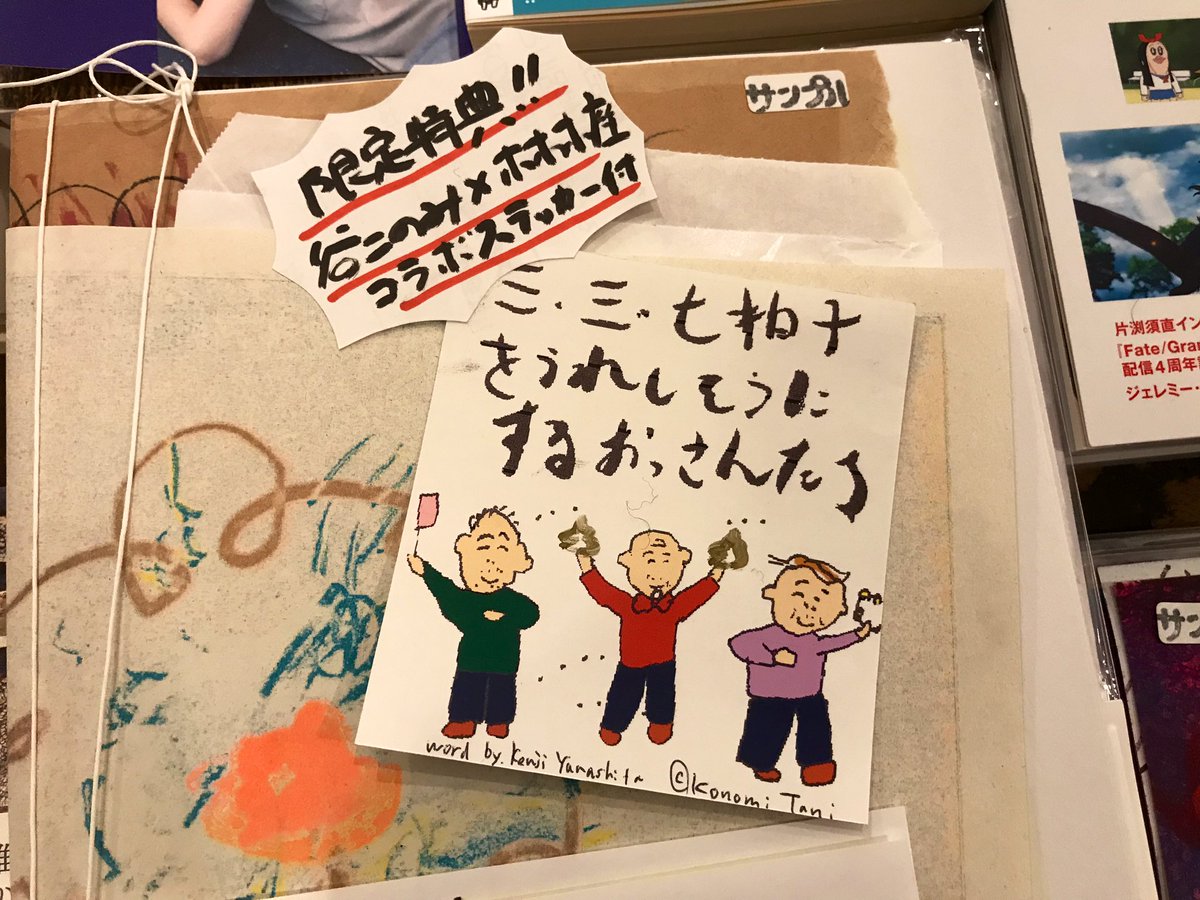 限定特典!!
谷このみ×ホホホ座
コラボステッカー付
サンプル
三・三・七拍子
をうれしそうに
するおっさんたち
word by. Kenji Yamashita
©Konomi Tani
片渕須直イン
『Fate/Gran
配信4周年
ジェレミー・
サン